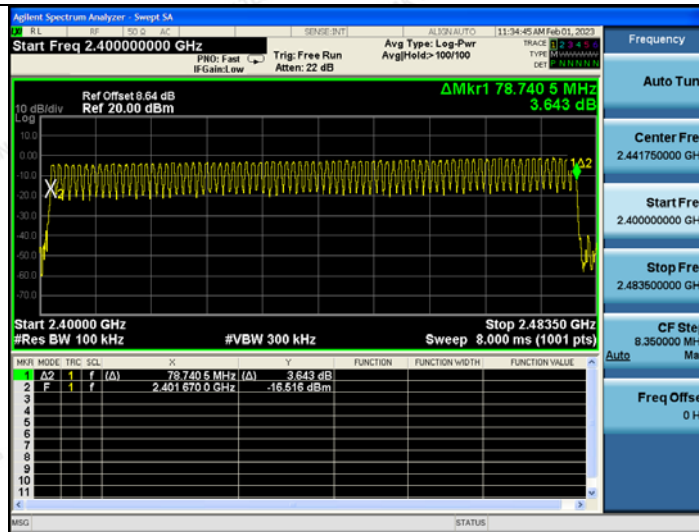 Agilent Spectrum Analyzer - Swept SA
RL RF 50 Ω AC SENSE:INT ALIGNAUTO 11:34:45 AM Feb 01, 2023
Start Freq 2.400000000 GHz
PNO: Fast
IFGain:Low
Trig: Free Run
Atten: 22 dB
Avg Type: Log-Pwr
Avg|Hold:> 100/100
TRACE 1 2 3 4 5 6
TYPE M
DET P N N N N N
Ref Offset 8.64 dB
Ref 20.00 dBm
10 dB/div
Log
ΔMkr1 78.740 5 MHz
3.643 dB
10.0
0.00
-10.0
-20.0
-30.0
-40.0
-50.0
-60.0
-70.0
1Δ2
X2
Start 2.40000 GHz
#Res BW 100 kHz
#VBW 300 kHz
Stop 2.48350 GHz
Sweep 8.000 ms (1001 pts)
MKR MODE TRC SCL X Y FUNCTION FUNCTION WIDTH FUNCTION VALUE
1 Δ2 1 f (Δ) 78.740 5 MHz (Δ) 3.643 dB
2 F 1 f 2.401 670 0 GHz -16.516 dBm
3
4
5
6
7
8
9
10
11
MSG
STATUS
Frequency
Auto Tun
Center Fre
2.441750000 GH
Start Fre
2.400000000 GH
Stop Fre
2.483500000 GH
CF Ste
8.350000 MH
Auto Ma
Freq Offse
0 H